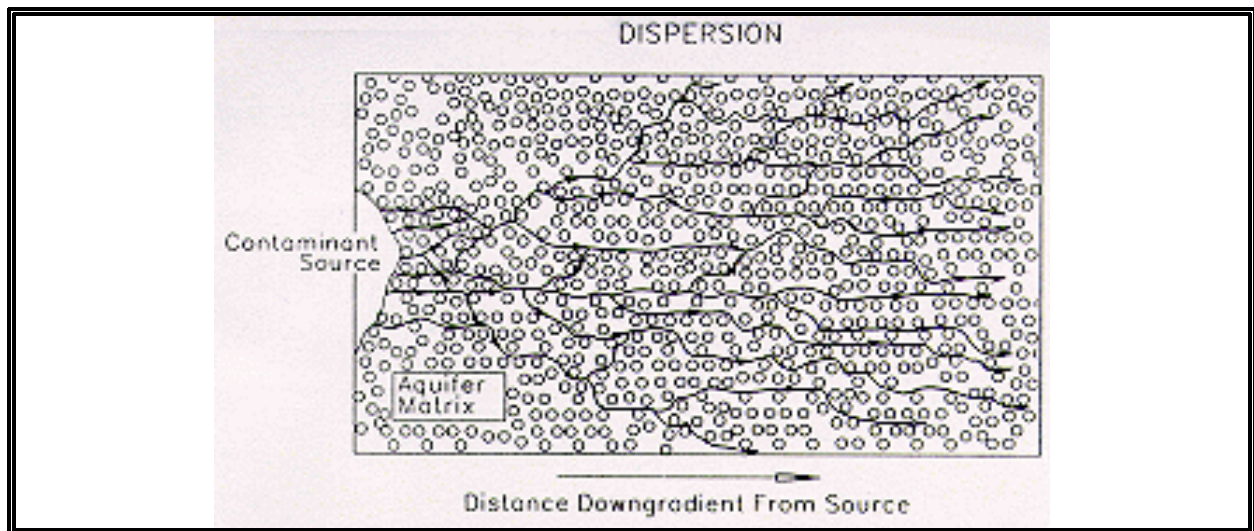 DISPERSION
Contaminant
Source
Aquifer
Matrix
Distance Downgradient From Source